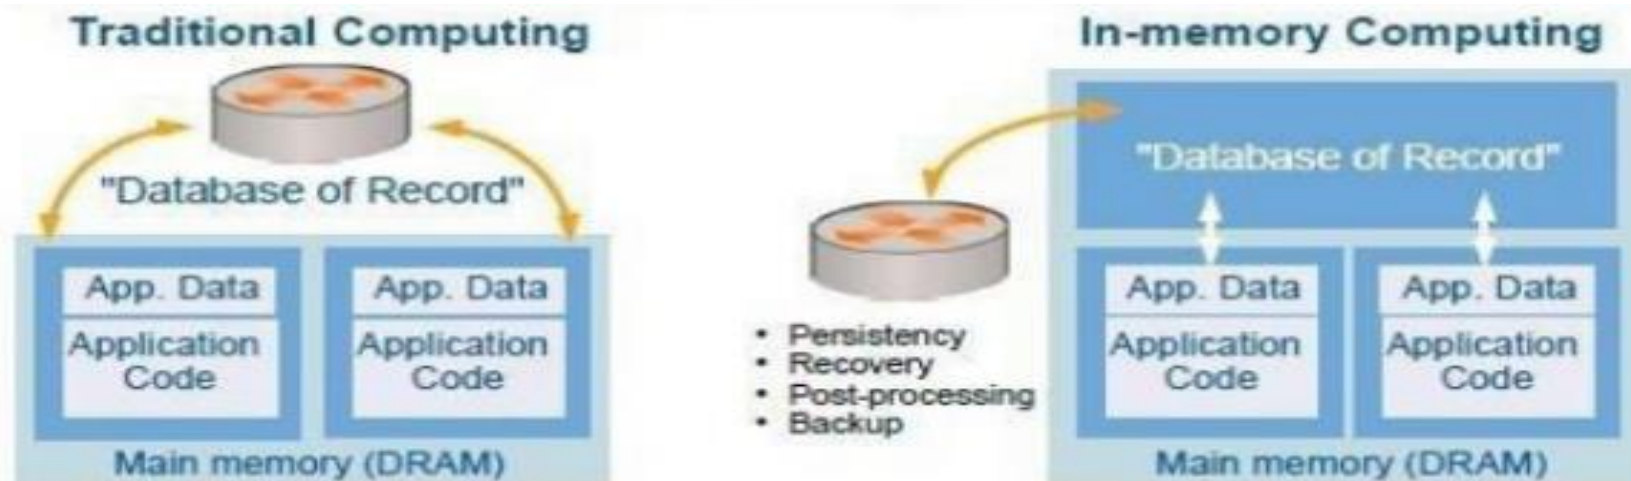 Traditional Computing
"Database of Record"
App. Data
Application
Code
App. Data
Application
Code
Main memory (DRAM)
In-memory Computing
"Database of Record"
• Persistency
• Recovery
• Post-processing
• Backup
App. Data
Application
Code
App. Data
Application
Code
Main memory (DRAM)